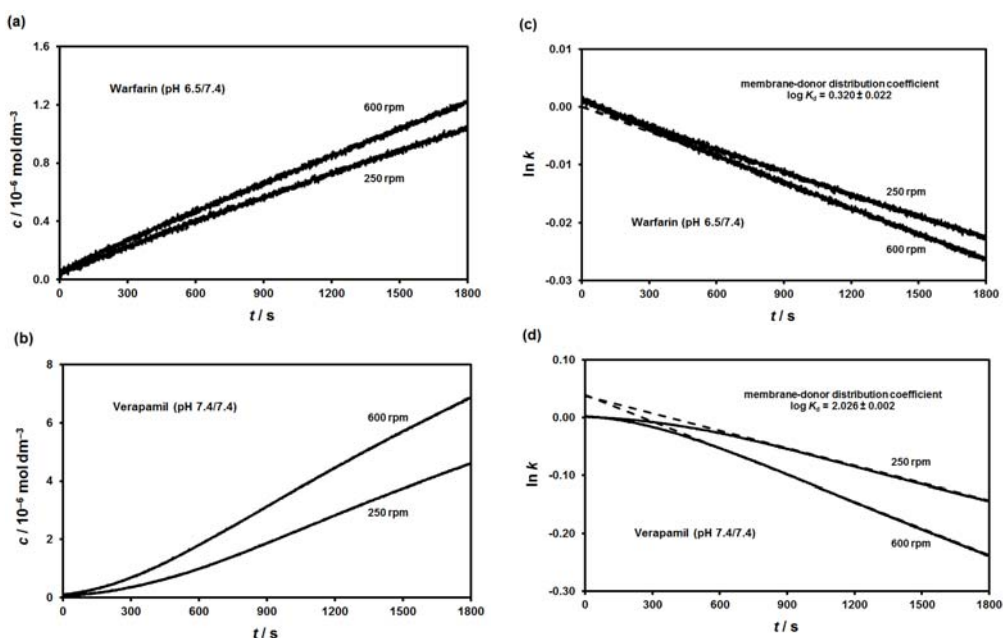 (a)
1.6
1.2
0.8
0.4
0.0
c / 10⁻⁶ mol dm⁻³
Warfarin (pH 6.5/7.4)
600 rpm
250 rpm
0
300
600
900
1200
1500
1800
t / s
(b)
8
6
4
2
0
c / 10⁻⁶ mol dm⁻³
Verapamil (pH 7.4/7.4)
600 rpm
250 rpm
0
300
600
900
1200
1500
1800
t / s
(c)
0.01
0.00
-0.01
-0.02
-0.03
ln k
membrane-donor distribution coefficient
log K_d = 0.320 ± 0.022
250 rpm
Warfarin (pH 6.5/7.4)
600 rpm
0
300
600
900
1200
1500
1800
t / s
(d)
0.10
0.00
-0.10
-0.20
-0.30
ln k
membrane-donor distribution coefficient
log K_d = 2.026 ± 0.002
250 rpm
Verapamil (pH 7.4/7.4)
600 rpm
0
300
600
900
1200
1500
1800
t / s